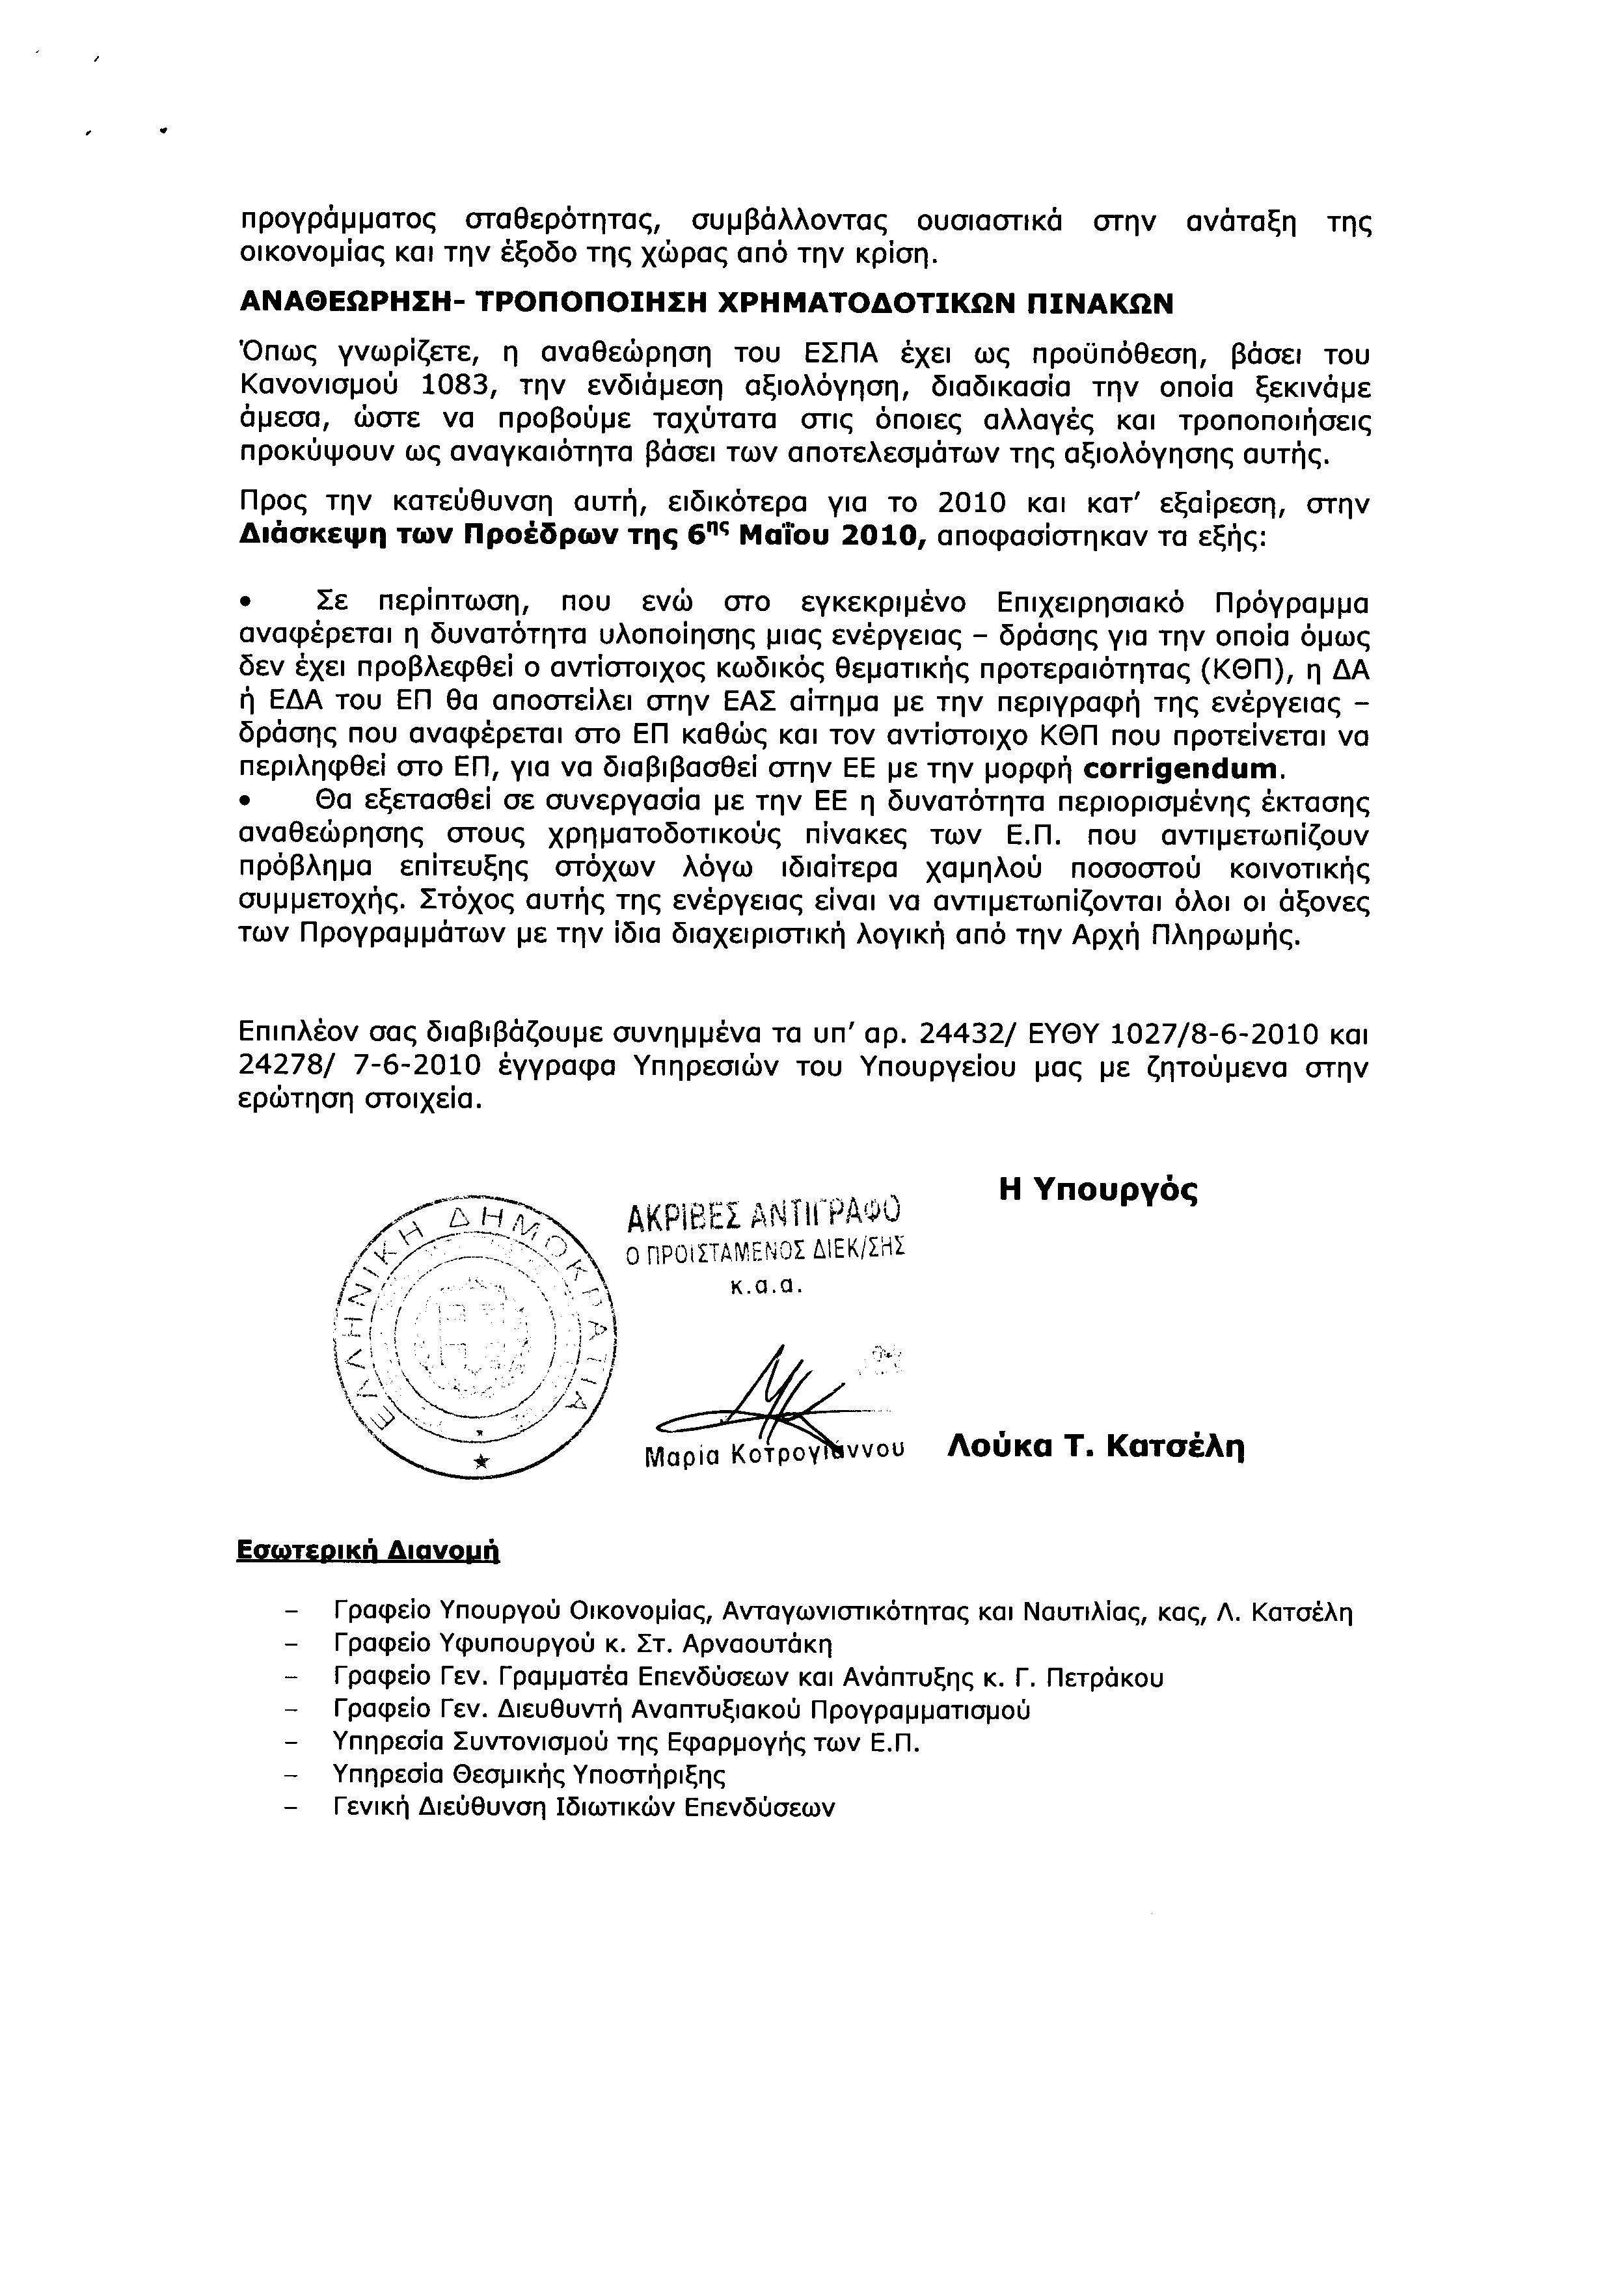 προγράμματος σταθερότητας, συμβάλλοντας ουσιαστικά στην ανάταξη της
οικονομίας και την έξοδο της χώρας από την κρίση.
ΑΝΑΘΕΩΡΗΣΗ- ΤΡΟΠΟΠΟΙΗΣΗ ΧΡΗΜΑΤΟΔΟΤΙΚΩΝ ΠΙΝΑΚΩΝ
Όπως γνωρίζετε, η αναθεώρηση του ΕΣΠΑ έχει ως προϋπόθεση, βάσει του
Κανονισμού 1083, την ενδιάμεση αξιολόγηση, διαδικασία την οποία ξεκινάμε
άμεσα, ώστε να προβούμε ταχύτατα στις όποιες αλλαγές και τροποποιήσεις
προκύψουν ως αναγκαιότητα βάσει των αποτελεσμάτων της αξιολόγησης αυτής.
Προς την κατεύθυνση αυτή, ειδικότερα για το 2010 και κατ' εξαίρεση, στην
Διάσκεψη των Προέδρων της 6ης Μαΐου 2010, αποφασίστηκαν τα εξής:
• Σε περίπτωση, που ενώ στο εγκεκριμένο Επιχειρησιακό Πρόγραμμα
αναφέρεται η δυνατότητα υλοποίησης μιας ενέργειας – δράσης για την οποία όμως
δεν έχει προβλεφθεί ο αντίστοιχος κωδικός θεματικής προτεραιότητας (ΚΘΠ), η ΔΑ
ή ΕΔΑ του ΕΠ θα αποστείλει στην ΕΑΣ αίτημα με την περιγραφή της ενέργειας –
δράσης που αναφέρεται στο ΕΠ καθώς και τον αντίστοιχο ΚΘΠ που προτείνεται να
περιληφθεί στο ΕΠ, για να διαβιβασθεί στην ΕΕ με την μορφή corrigendum.
• Θα εξετασθεί σε συνεργασία με την ΕΕ η δυνατότητα περιορισμένης έκτασης
αναθεώρησης στους χρηματοδοτικούς πίνακες των Ε.Π. που αντιμετωπίζουν
πρόβλημα επίτευξης στόχων λόγω ιδιαίτερα χαμηλού ποσοστού κοινοτικής
συμμετοχής. Στόχος αυτής της ενέργειας είναι να αντιμετωπίζονται όλοι οι άξονες
των Προγραμμάτων με την ίδια διαχειριστική λογική από την Αρχή Πληρωμής.
Επιπλέον σας διαβιβάζουμε συνημμένα τα υπ' αρ. 24432/ ΕΥΘΥ 1027/8-6-2010 και
24278/ 7-6-2010 έγγραφα Υπηρεσιών του Υπουργείου μας με ζητούμενα στην
ερώτηση στοιχεία.
Η Υπουργός
ΕΛΛΗΝΙΚΗ ΔΗΜΟΚΡΑΤΙΑ
ΑΚΡΙΒΕΣ ΑΝΤΙΓΡΑΦΟ
Ο ΠΡΟΙΣΤΑΜΕΝΟΣ ΔΙΕΚ/ΣΗΣ
κ.α.α.
Μαρία Κοτρογιάννου
Λούκα Τ. Κατσέλη
Εσωτερική Διανομή
– Γραφείο Υπουργού Οικονομίας, Ανταγωνιστικότητας και Ναυτιλίας, κας, Λ. Κατσέλη
– Γραφείο Υφυπουργού κ. Στ. Αρναουτάκη
– Γραφείο Γεν. Γραμματέα Επενδύσεων και Ανάπτυξης κ. Γ. Πετράκου
– Γραφείο Γεν. Διευθυντή Αναπτυξιακού Προγραμματισμού
– Υπηρεσία Συντονισμού της Εφαρμογής των Ε.Π.
– Υπηρεσία Θεσμικής Υποστήριξης
– Γενική Διεύθυνση Ιδιωτικών Επενδύσεων